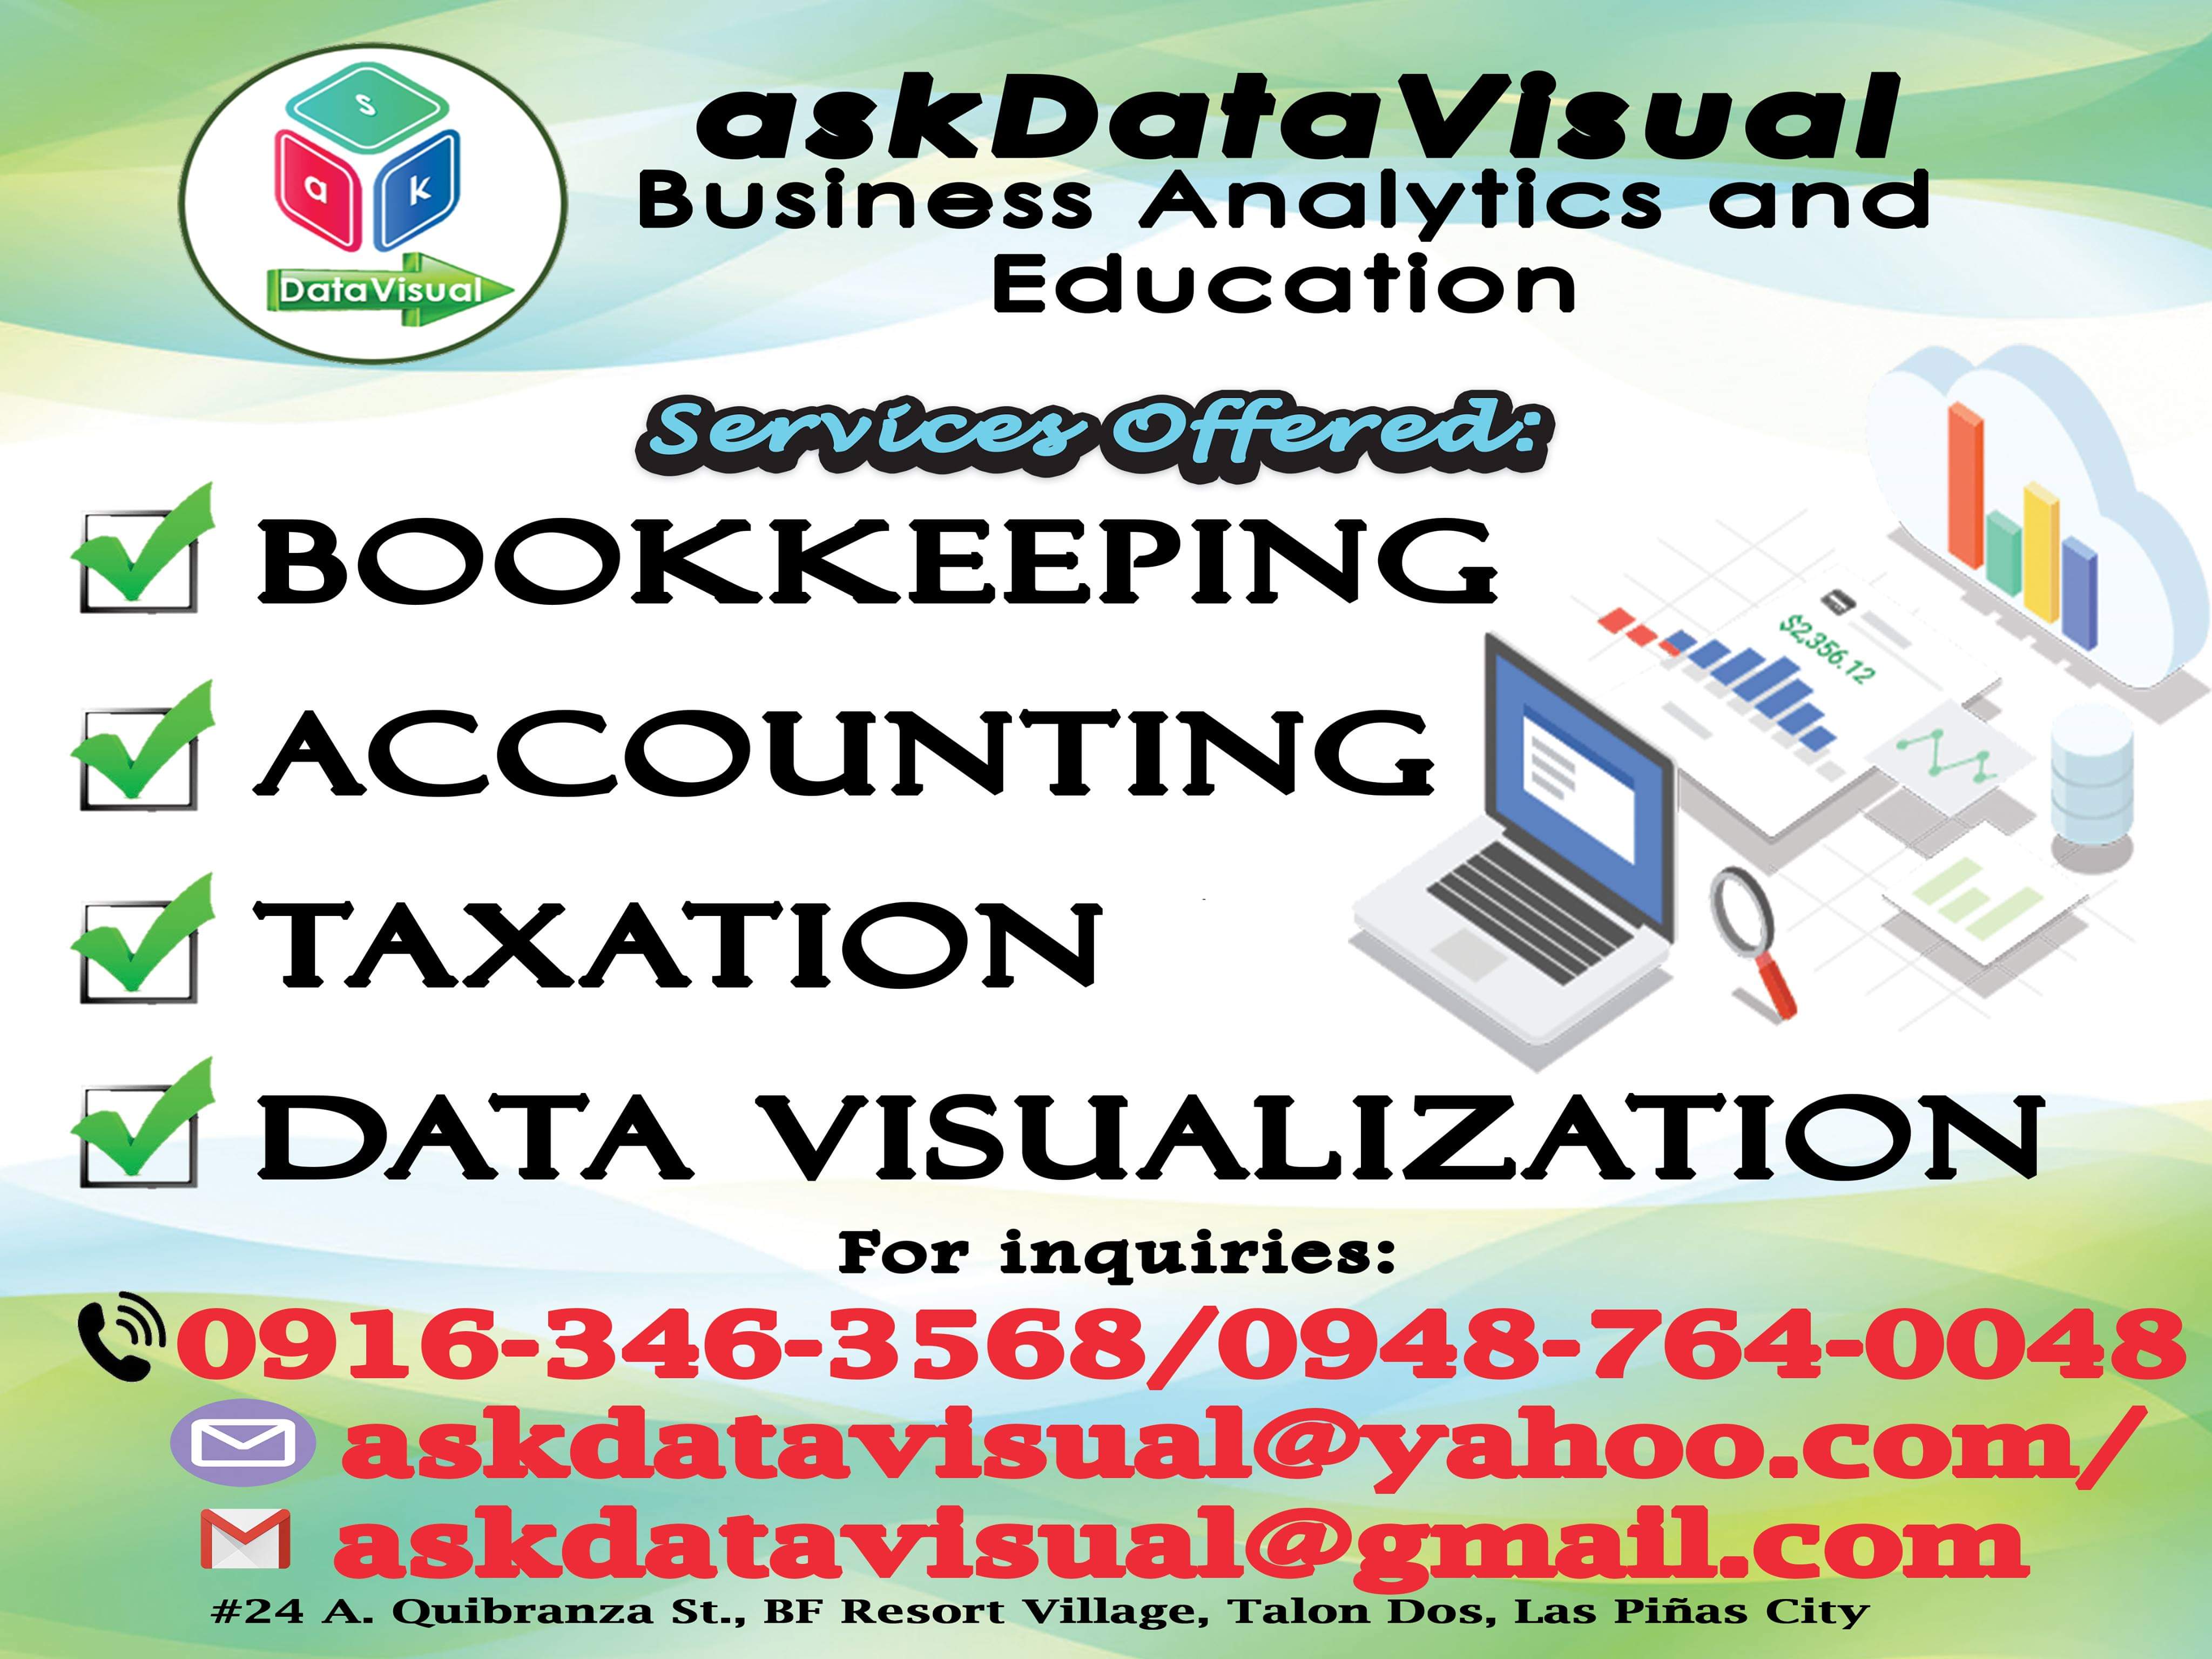 s
a k
DataVisual
askDataVisual
Business Analytics and
Education
Services Offered:
BOOKKEEPING
ACCOUNTING
TAXATION
DATA VISUALIZATION
$2,356.12
For inquiries:
0916-346-3568/0948-764-0048
askdatavisual@yahoo.com/
askdatavisual@gmail.com
#24 A. Quibranza St., BF Resort Village, Talon Dos, Las Piñas City